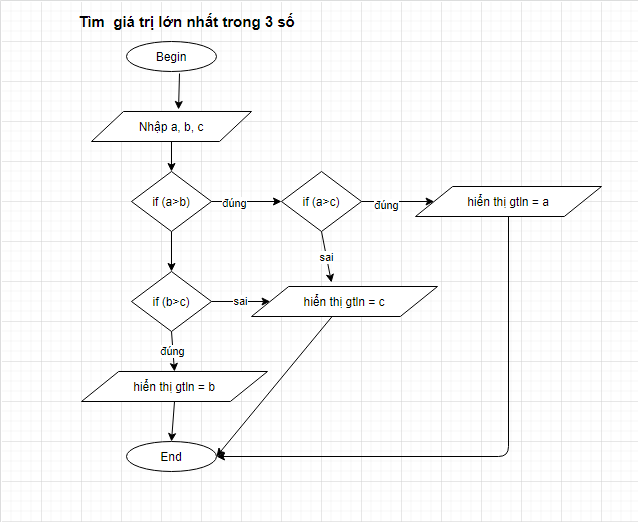 Tìm giá trị lớn nhất trong 3 số
Begin
Nhập a, b, c
if (a>b)
đúng
if (a>c)
đúng
hiển thị gtln = a
sai
if (b>c)
sai
hiển thị gtln = c
đúng
hiển thị gtln = b
End